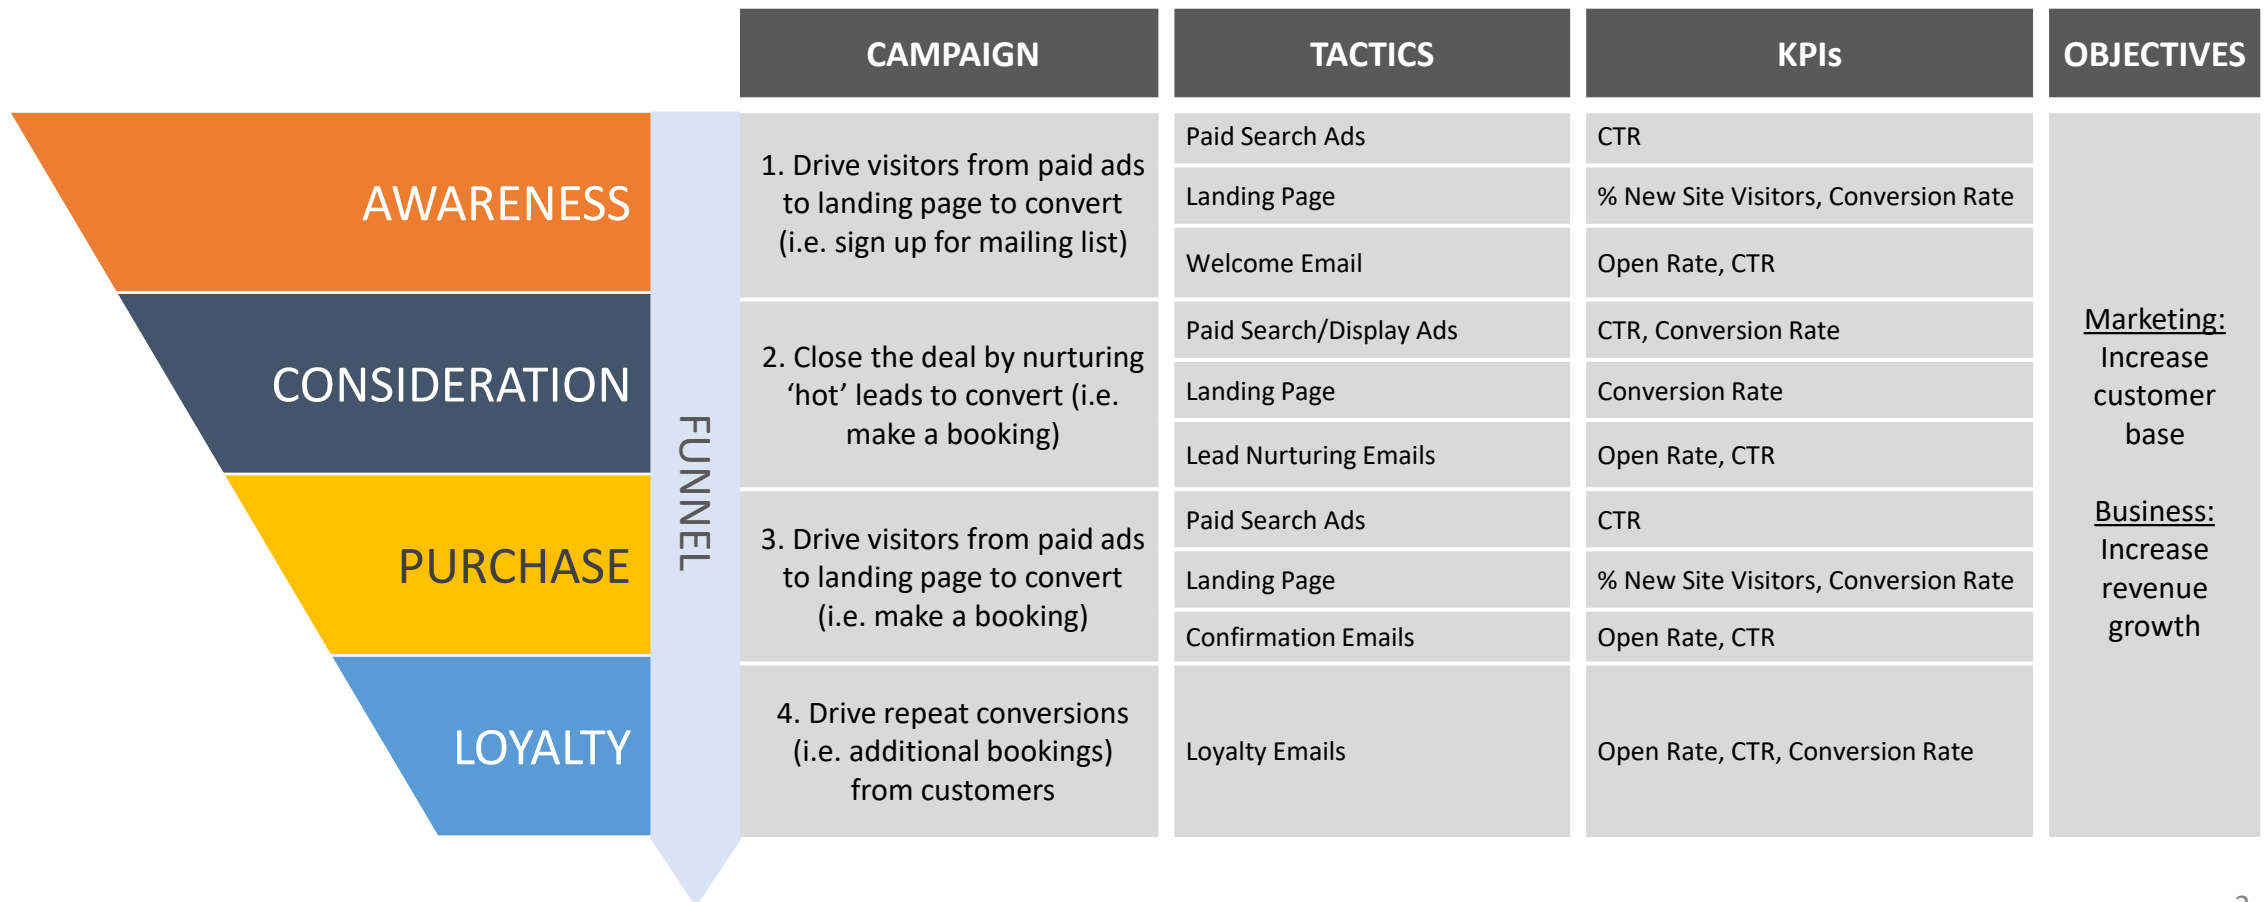 CAMPAIGN
TACTICS
KPIs
OBJECTIVES
AWARENESS
1. Drive visitors from paid ads
to landing page to convert
(i.e. sign up for mailing list)
Paid Search Ads
CTR
Landing Page
% New Site Visitors, Conversion Rate
Welcome Email
Open Rate, CTR
CONSIDERATION
2. Close the deal by nurturing
‘hot’ leads to convert (i.e.
make a booking)
Paid Search/Display Ads
CTR, Conversion Rate
Landing Page
Conversion Rate
Lead Nurturing Emails
Open Rate, CTR
PURCHASE
3. Drive visitors from paid ads
to landing page to convert
(i.e. make a booking)
Paid Search Ads
CTR
Landing Page
% New Site Visitors, Conversion Rate
Confirmation Emails
Open Rate, CTR
LOYALTY
4. Drive repeat conversions
(i.e. additional bookings)
from customers
Loyalty Emails
Open Rate, CTR, Conversion Rate
FUNNEL
Marketing:
Increase
customer
base
Business:
Increase
revenue
growth